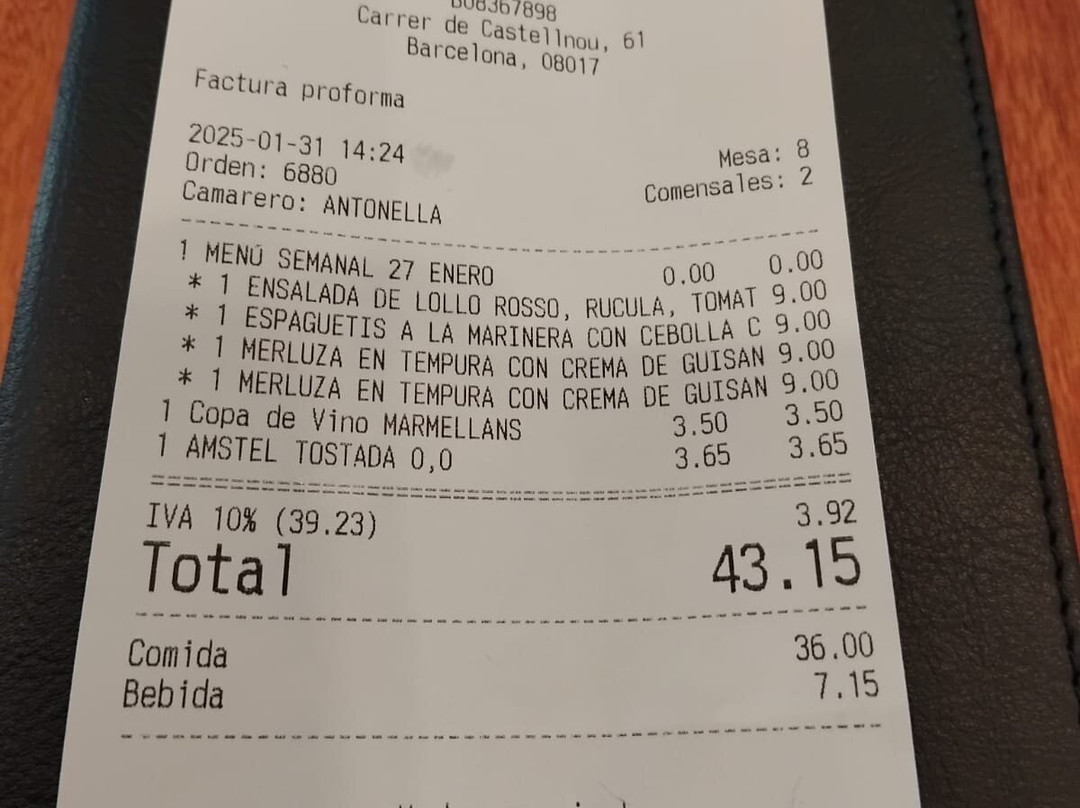 B08367898
Carrer de Castellnou, 61
Barcelona, 08017
Factura proforma
2025-01-31 14:24
Mesa: 8
Orden: 6880
Comensales: 2
Camarero: ANTONELLA
1 MENÚ SEMANAL 27 ENERO 0.00 0.00
* 1 ENSALADA DE LOLLO ROSSO, RUCULA, TOMAT 9.00
* 1 ESPAGUETIS A LA MARINERA CON CEBOLLA C 9.00
* 1 MERLUZA EN TEMPURA CON CREMA DE GUISAN 9.00
* 1 MERLUZA EN TEMPURA CON CREMA DE GUISAN 9.00
1 Copa de Vino MARMELLANS 3.50 3.50
1 AMSTEL TOSTADA 0,0 3.65 3.65
IVA 10% (39.23) 3.92
Total 43.15
Comida 36.00
Bebida 7.15